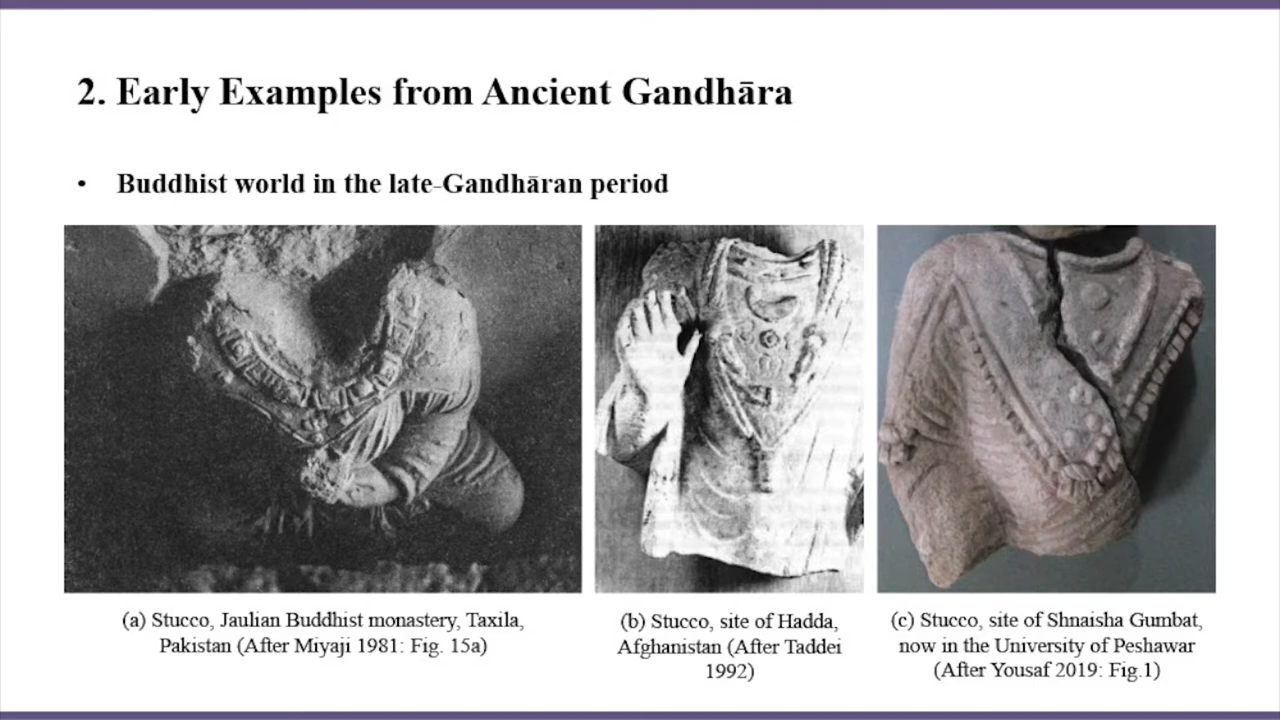 2. Early Examples from Ancient Gandhāra
• Buddhist world in the late-Gandhāran period
(a) Stucco, Jaulian Buddhist monastery, Taxila,
Pakistan (After Miyaji 1981: Fig. 15a)
(b) Stucco, site of Hadda,
Afghanistan (After Taddei
1992)
(c) Stucco, site of Shnaisha Gumbat,
now in the University of Peshawar
(After Yousaf 2019: Fig.1)